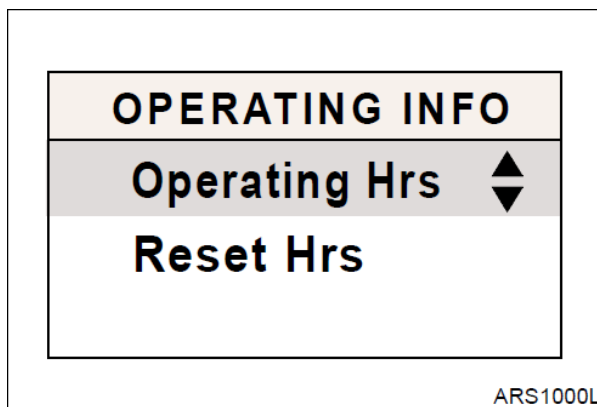 OPERATING INFO
Operating Hrs
Reset Hrs
ARS1000L